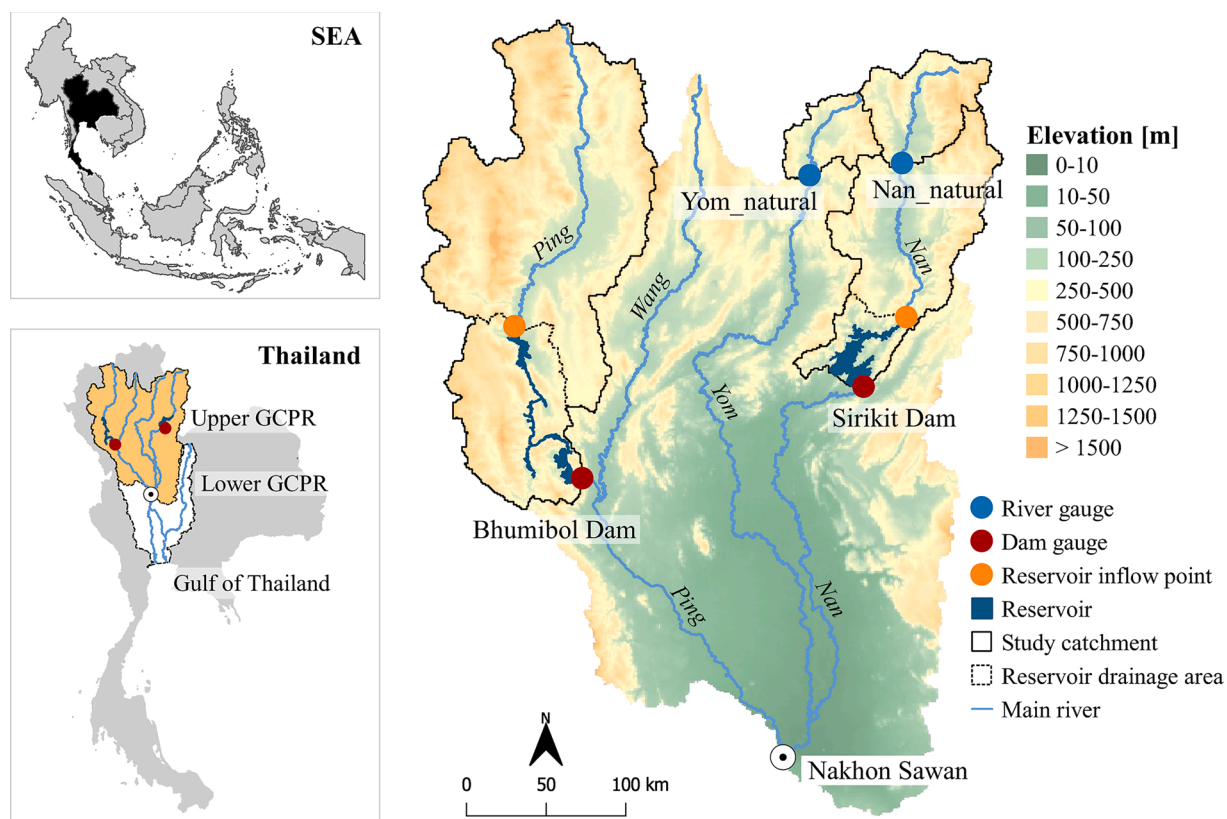 SEA
Thailand
Upper GCPR
Lower GCPR
Gulf of Thailand
Ping
Wang
Yom_natural
Nan_natural
Nan
Yom
Sirikit Dam
Bhumibol Dam
Ping
Nan
Nakhon Sawan
N
0 50 100 km
Elevation [m]
0-10
10-50
50-100
100-250
250-500
500-750
750-1000
1000-1250
1250-1500
> 1500
River gauge
Dam gauge
Reservoir inflow point
Reservoir
Study catchment
Reservoir drainage area
Main river